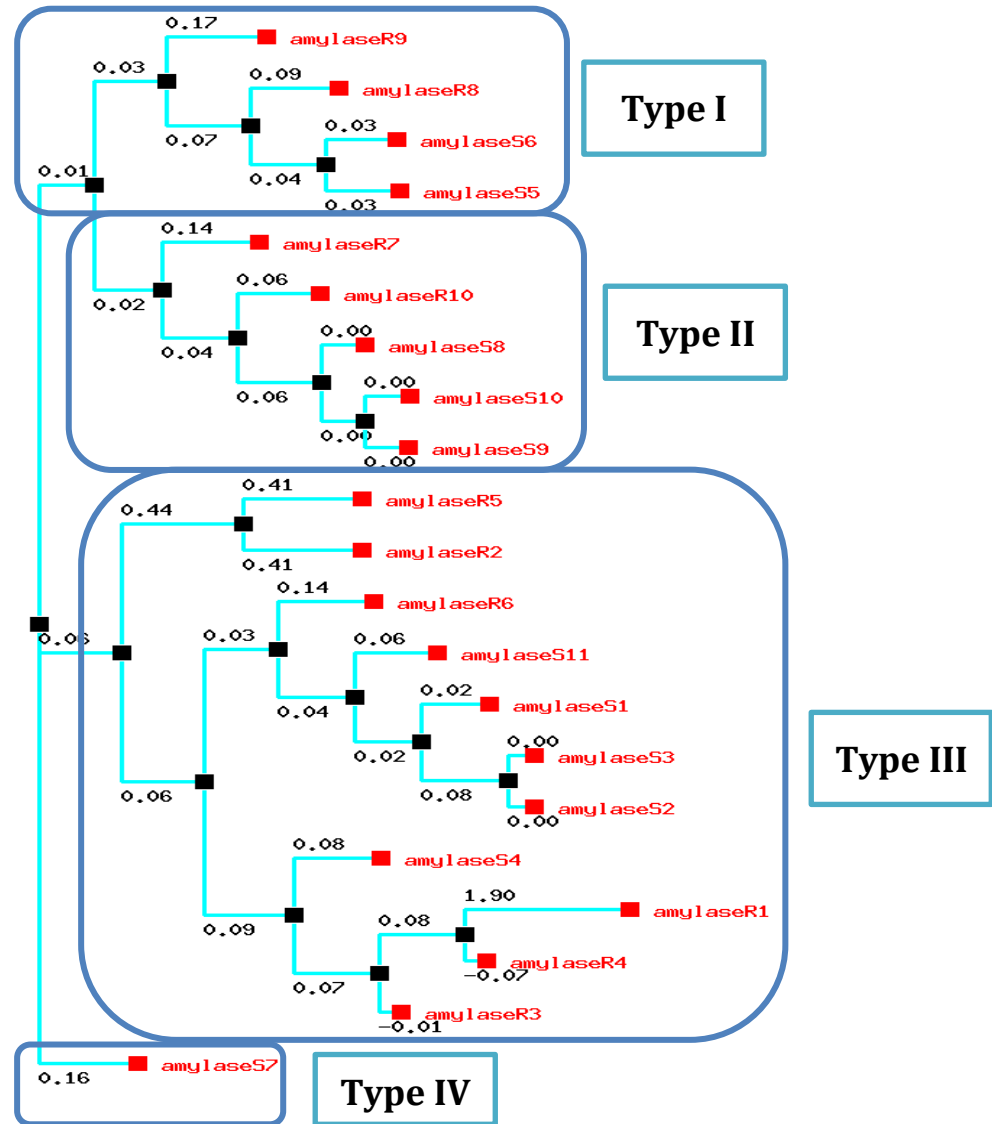 0.17
amylaseR9
0.03
0.09
amylaseR8
Type I
0.07
0.03
amylaseS6
0.04
0.01
amylaseS5
0.03
0.14
amylaseR7
0.02
0.06
amylaseR10
Type II
0.04
0.00
amylaseS8
0.06
0.00
amylaseS10
0.00
amylaseS9
0.00
0.41
amylaseR5
0.44
amylaseR2
0.41
0.14
amylaseR6
0.03
0.06
amylaseS11
0.06
0.04
0.02
amylaseS1
0.02
0.00
amylaseS3
Type III
0.06
0.08
amylaseS2
0.00
0.08
amylaseS4
1.90
amylaseR1
0.09
0.08
amylaseR4
-0.07
0.07
amylaseR3
-0.01
amylaseS7
0.16
Type IV